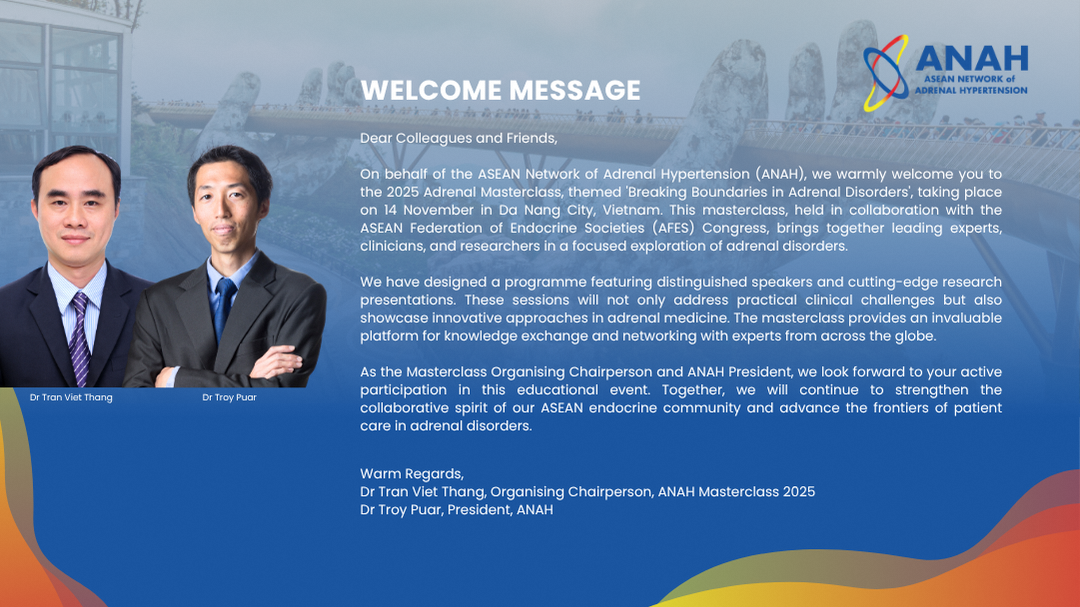 ANAH
ASEAN NETWORK of
ADRENAL HYPERTENSION
WELCOME MESSAGE
Dear Colleagues and Friends,
On behalf of the ASEAN Network of Adrenal Hypertension (ANAH), we warmly welcome you to
the 2025 Adrenal Masterclass, themed 'Breaking Boundaries in Adrenal Disorders', taking place
on 14 November in Da Nang City, Vietnam. This masterclass, held in collaboration with the
ASEAN Federation of Endocrine Societies (AFES) Congress, brings together leading experts,
clinicians, and researchers in a focused exploration of adrenal disorders.
We have designed a programme featuring distinguished speakers and cutting-edge research
presentations. These sessions will not only address practical clinical challenges but also
showcase innovative approaches in adrenal medicine. The masterclass provides an invaluable
platform for knowledge exchange and networking with experts from across the globe.
As the Masterclass Organising Chairperson and ANAH President, we look forward to your active
participation in this educational event. Together, we will continue to strengthen the
collaborative spirit of our ASEAN endocrine community and advance the frontiers of patient
care in adrenal disorders.
Warm Regards,
Dr Tran Viet Thang, Organising Chairperson, ANAH Masterclass 2025
Dr Troy Puar, President, ANAH
Dr Tran Viet Thang
Dr Troy Puar